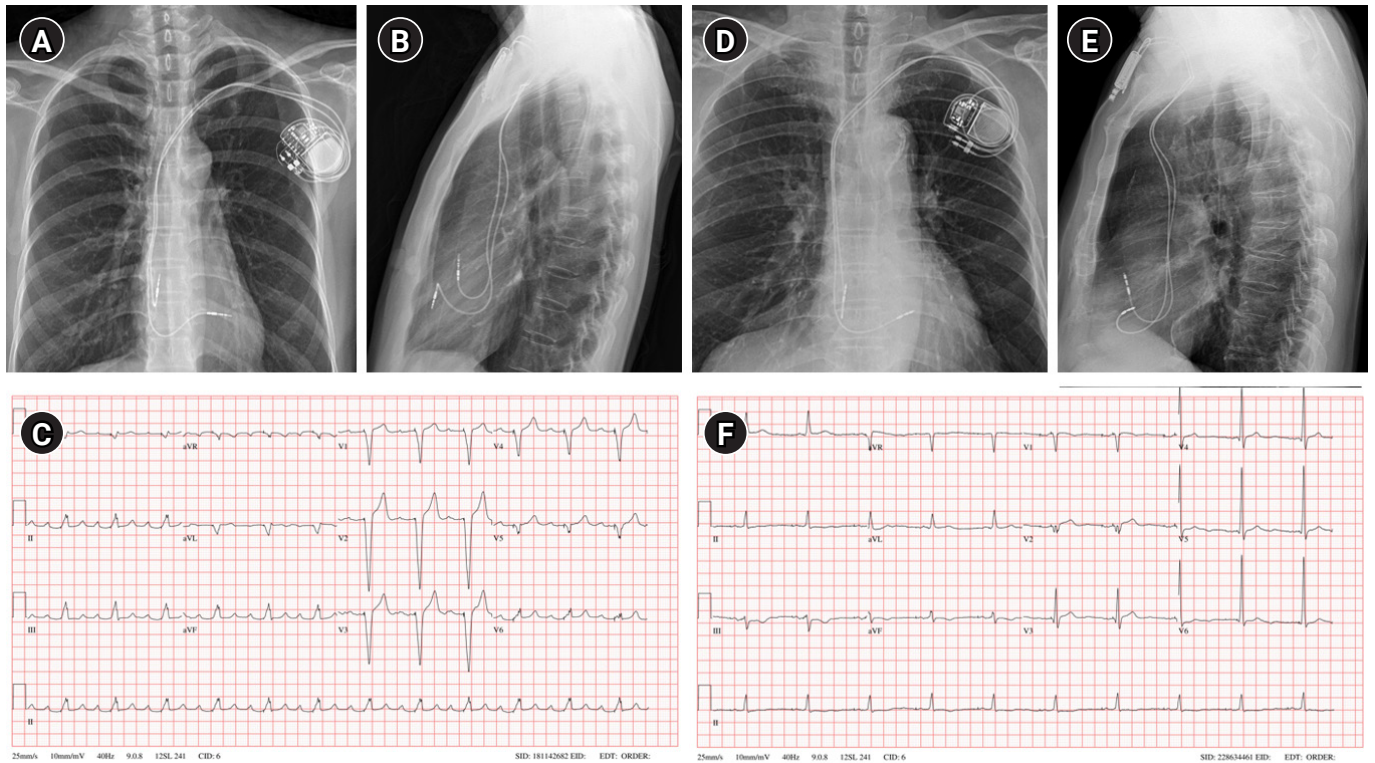 A
B
D
E
C
aVR
V1
V4
II
aVL
V2
V5
III
aVF
V3
V6
II
25mm/s 10mm/mV 40Hz 9.0.8 12SL 241 CID: 6
SID: 181142682 EID: EDT: ORDER:
F
aVR
V1
V4
II
aVL
V2
V5
III
aVF
V3
V6
II
25mm/s 10mm/mV 40Hz 9.0.8 12SL 241 CID: 6
SID: 228634461 EID: EDT: ORDER: